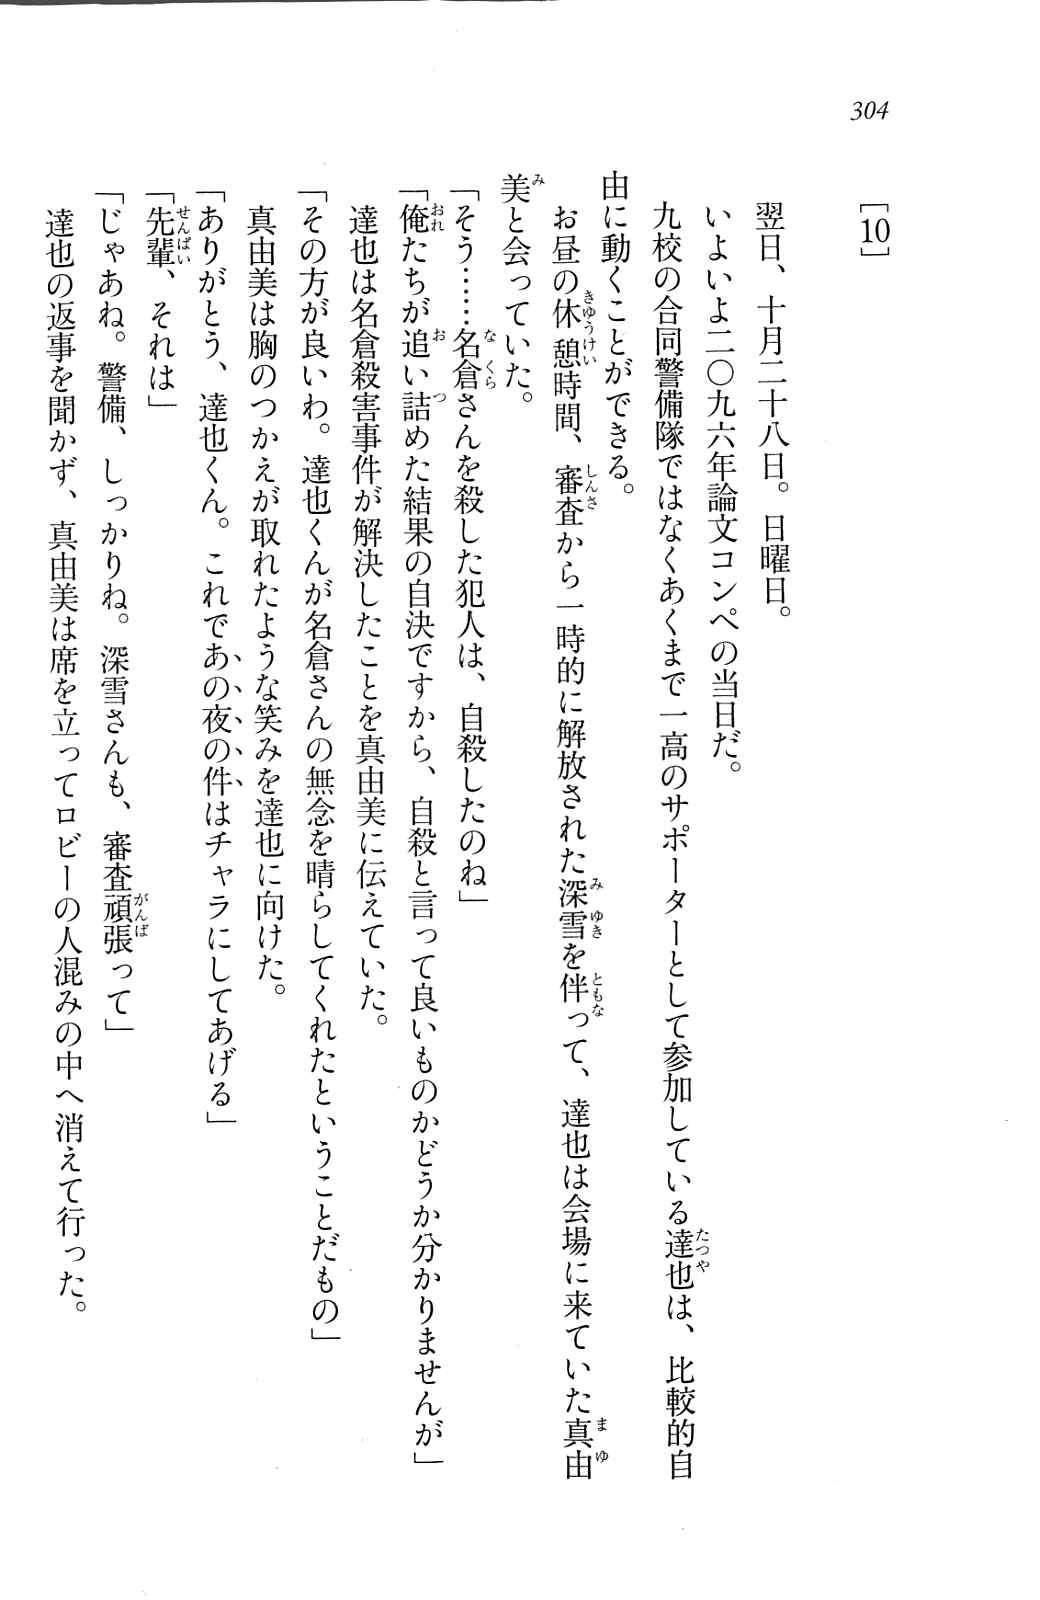 304
[10]
翌日、十月二十八日。日曜日。
いよいよ二〇九六年論文コンペの当日だ。
九校の合同警備隊ではなくあくまで一高のサポーターとして参加している達也は、比較的自
由に動くことができる。
お昼の休憩時間、審査から一時的に解放された深雪を伴って、達也は会場に来ていた真由
美と会っていた。
「そう……名倉さんを殺した犯人は、自殺したのね」
「俺たちが追い詰めた結果の自決ですから、自殺と言って良いものかどうか分かりませんが」
達也は名倉殺害事件が解決したことを真由美に伝えていた。
「その方が良いわ。達也くんが名倉さんの無念を晴らしてくれたということだもの」
真由美は胸のつかえが取れたような笑みを達也に向けた。
「ありがとう、達也くん。これであの夜の件はチャラにしてあげる」
「先輩、それは」
「じゃあね。警備、しっかりね。深雪さんも、審査頑張って」
達也の返事を聞かず、真由美は席を立ってロビーの人混みの中へ消えて行った。